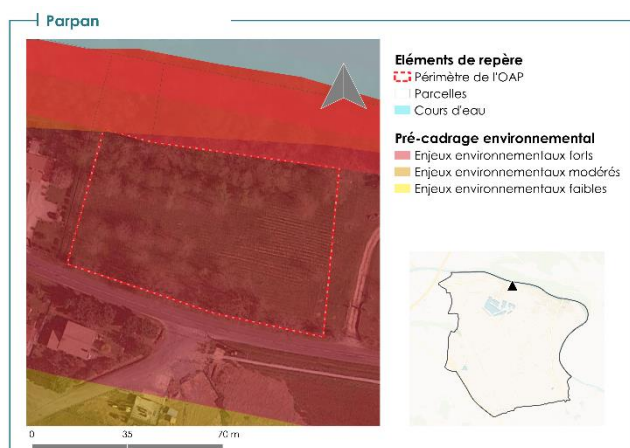 Parpan
Eléments de repère
Périmètre de l'OAP
Parcelles
Cours d'eau
Pré-cadrage environnemental
Enjeux environnementaux forts
Enjeux environnementaux modérés
Enjeux environnementaux faibles
0 35 70 m